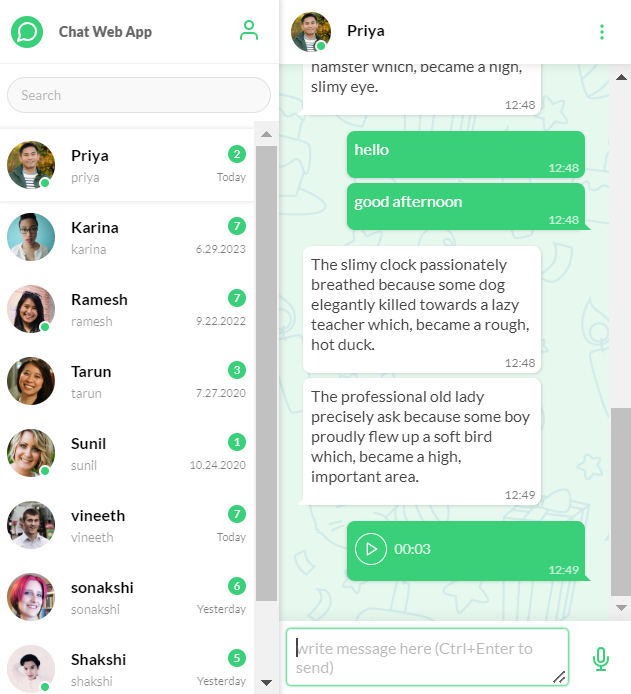 Chat Web App
Search
Priya
2
priya
Today
Karina
7
karina
6.29.2023
Ramesh
7
ramesh
9.22.2022
Tarun
3
tarun
7.27.2020
Sunil
1
sunil
10.24.2020
vineeth
7
vineeth
Today
sonakshi
6
sonakshi
Yesterday
Shakshi
5
shakshi
Yesterday
Priya
hamster which, became a high,
slimy eye.
12:48
hello
12:48
good afternoon
12:48
The slimy clock passionately
breathed because some dog
elegantly killed towards a lazy
teacher which, became a rough,
hot duck.
12:48
The professional old lady
precisely ask because some boy
proudly flew up a soft bird
which, became a high,
important area.
12:49
00:03
12:49
write message here (Ctrl+Enter to
send)